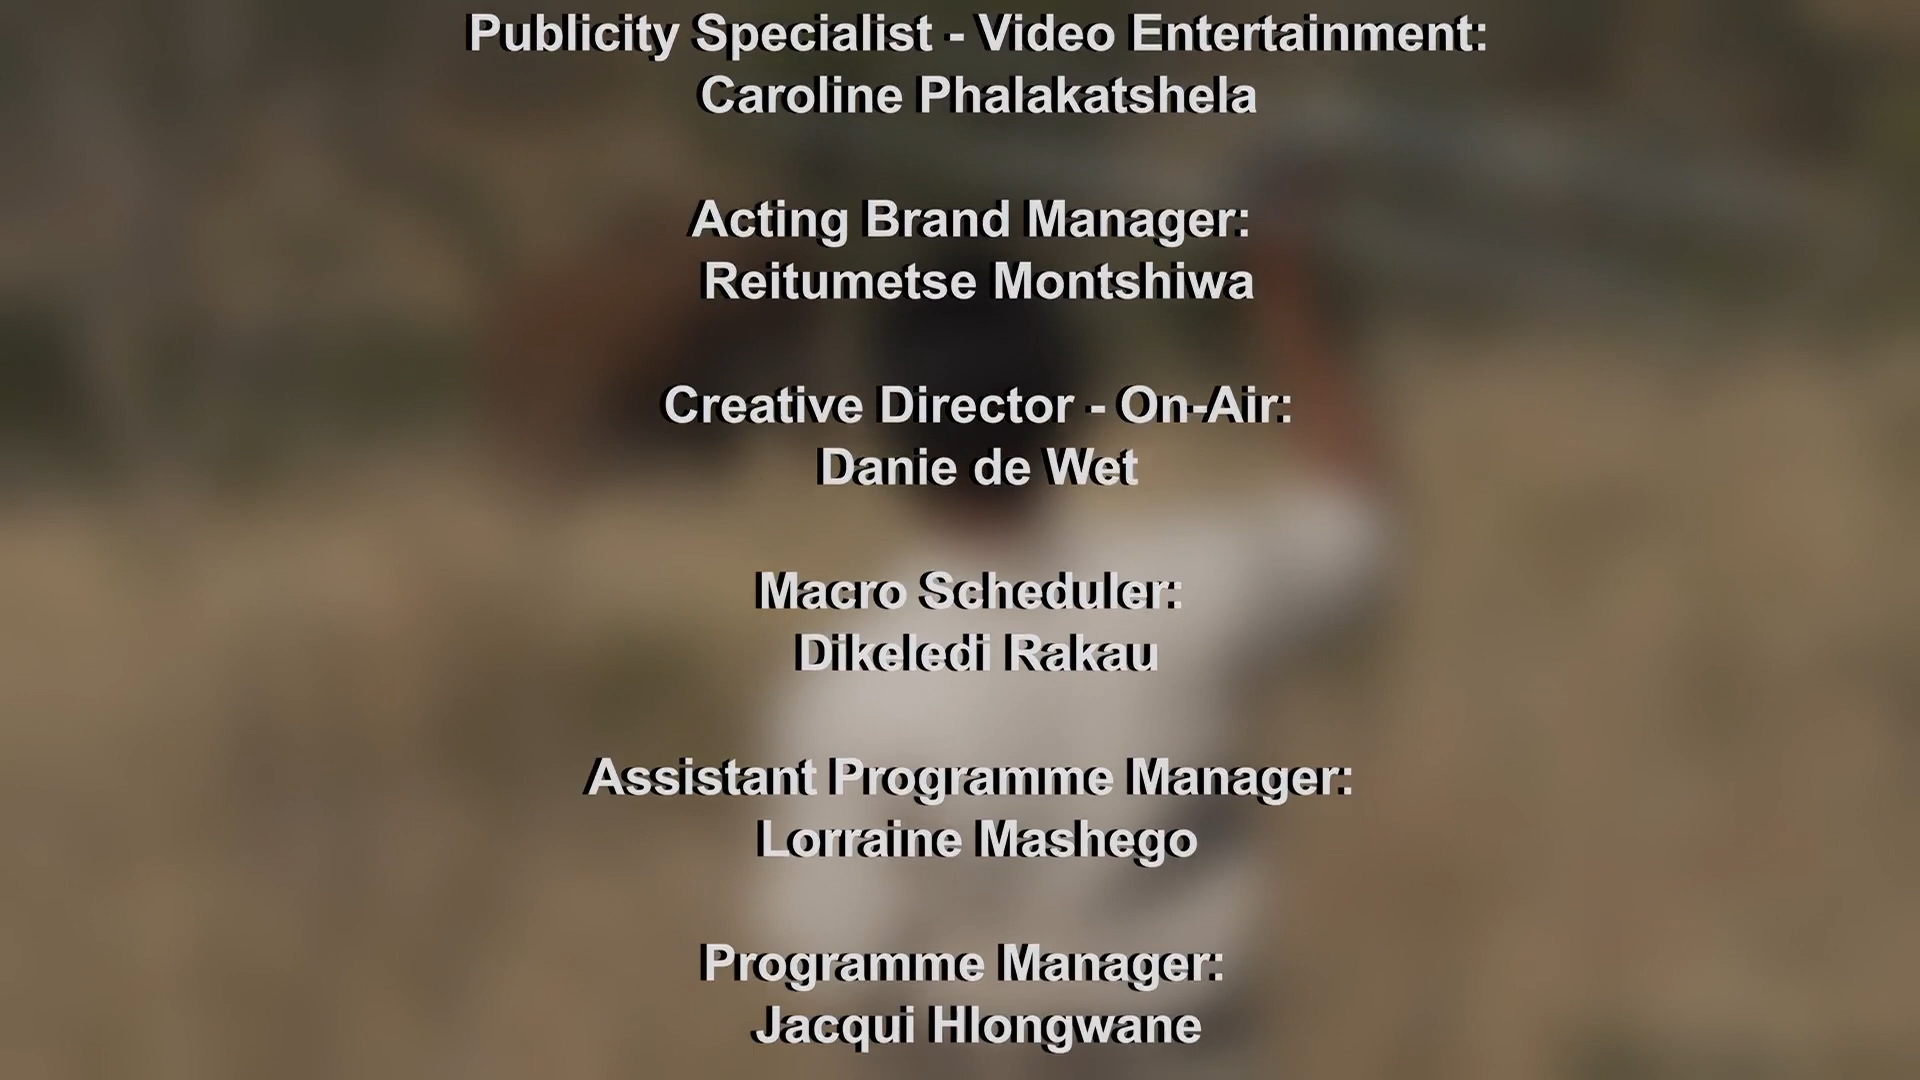 Publicity Specialist - Video Entertainment:
Caroline Phalakatshela
Acting Brand Manager:
Reitumetse Montshiwa
Creative Director - On-Air:
Danie de Wet
Macro Scheduler:
Dikeledi Rakau
Assistant Programme Manager:
Lorraine Mashego
Programme Manager:
Jacqui Hlongwane